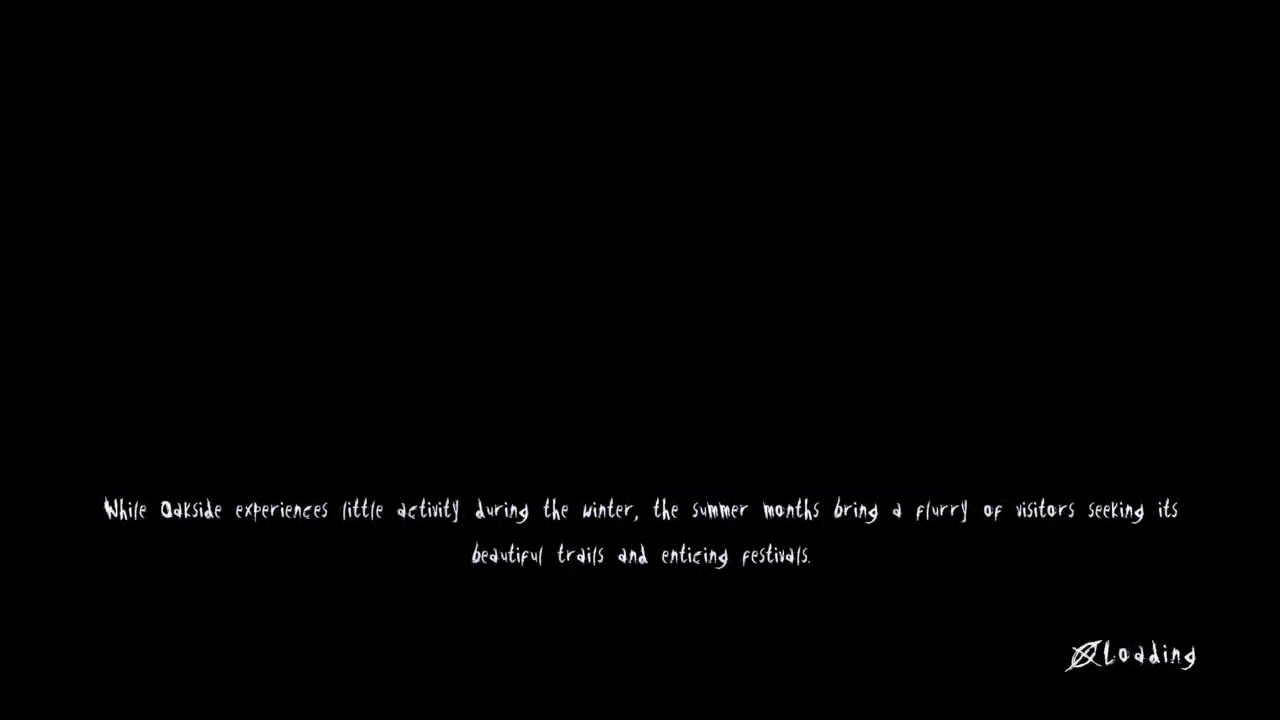 While Oakside experiences little activity during the winter, the summer months bring a flurry of visitors seeking its
beautiful trails and enticing festivals.
Loading